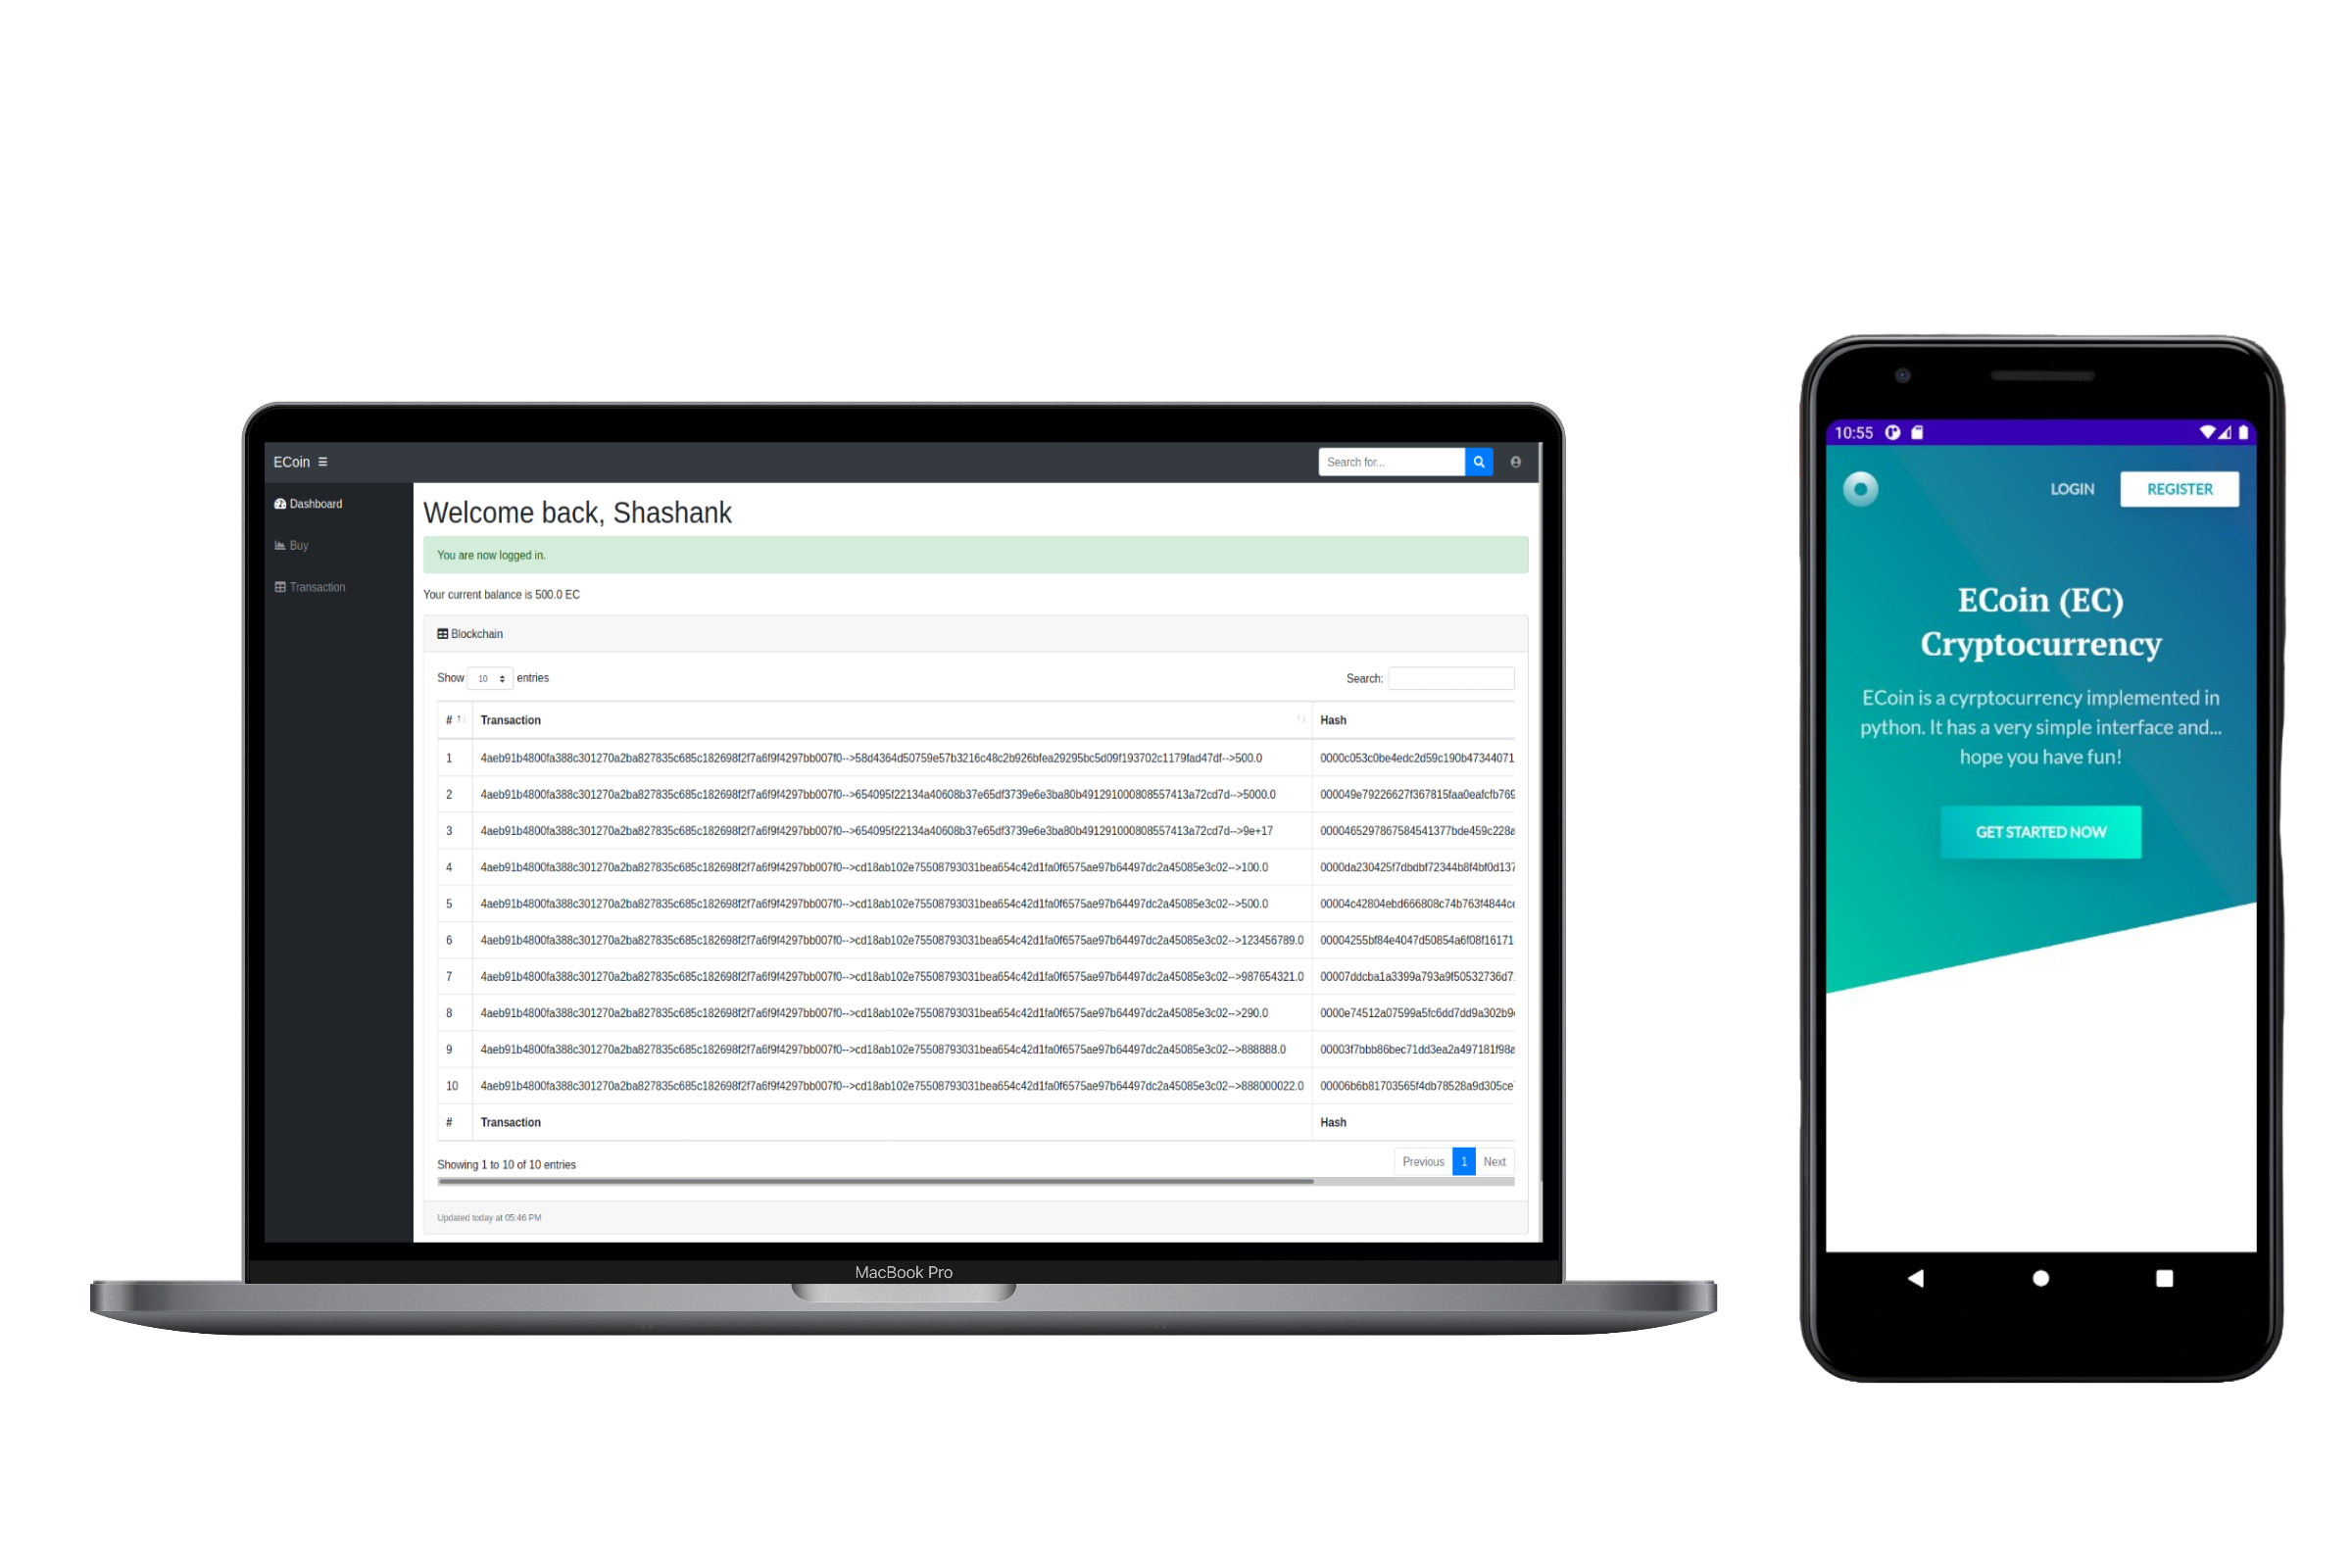 ECoin
Search for...
Dashboard
Buy
Transaction
Welcome back, Shashank
You are now logged in.
Your current balance is 500.0 EC
Blockchain
Show 10 entries
Search:
# Transaction Hash
1 4aeb91b4800fa388c301270a2ba827835c685c182698f2f7a6f9f4297bb007f0-->58d4364d50759e57b3216c48c2b926bfea29295bc5d09f193702c1179fad47df-->500.0 0000c053c0be4edc2d59c190b47344071
2 4aeb91b4800fa388c301270a2ba827835c685c182698f2f7a6f9f4297bb007f0-->654095f22134a40608b37e65df3739e6e3ba80b491291000808557413a72cd7d-->5000.0 000049e79226627f367815faa0eafcfb769
3 4aeb91b4800fa388c301270a2ba827835c685c182698f2f7a6f9f4297bb007f0-->654095f22134a40608b37e65df3739e6e3ba80b491291000808557413a72cd7d-->9e+17 0000465297867584541377bde459c228a
4 4aeb91b4800fa388c301270a2ba827835c685c182698f2f7a6f9f4297bb007f0-->cd18ab102e75508793031bea654c42d1fa0f6575ae97b64497dc2a45085e3c02-->100.0 0000da230425f7dbdbf72344b8f4bf0d137
5 4aeb91b4800fa388c301270a2ba827835c685c182698f2f7a6f9f4297bb007f0-->cd18ab102e75508793031bea654c42d1fa0f6575ae97b64497dc2a45085e3c02-->500.0 00004c42804ebd666808c74b763f4844ce
6 4aeb91b4800fa388c301270a2ba827835c685c182698f2f7a6f9f4297bb007f0-->cd18ab102e75508793031bea654c42d1fa0f6575ae97b64497dc2a45085e3c02-->123456789.0 00004255bf84e4047d50854a6f08f16171
7 4aeb91b4800fa388c301270a2ba827835c685c182698f2f7a6f9f4297bb007f0-->cd18ab102e75508793031bea654c42d1fa0f6575ae97b64497dc2a45085e3c02-->987654321.0 00007ddcba1a3399a793a9f50532736d7
8 4aeb91b4800fa388c301270a2ba827835c685c182698f2f7a6f9f4297bb007f0-->cd18ab102e75508793031bea654c42d1fa0f6575ae97b64497dc2a45085e3c02-->290.0 0000e74512a07599a5fc6dd7dd9a302b9
9 4aeb91b4800fa388c301270a2ba827835c685c182698f2f7a6f9f4297bb007f0-->cd18ab102e75508793031bea654c42d1fa0f6575ae97b64497dc2a45085e3c02-->888888.0 00003f7bbb86bec71dd3ea2a497181f98a
10 4aeb91b4800fa388c301270a2ba827835c685c182698f2f7a6f9f4297bb007f0-->cd18ab102e75508793031bea654c42d1fa0f6575ae97b64497dc2a45085e3c02-->888000022.0 00006b6b81703565f4db78528a9d305ce
# Transaction Hash
Showing 1 to 10 of 10 entries
Previous 1 Next
Updated today at 05:46 PM
MacBook Pro
10:55
LOGIN REGISTER
ECoin (EC)
Cryptocurrency
ECoin is a cyrptocurrency implemented in
python. It has a very simple interface and...
hope you have fun!
GET STARTED NOW